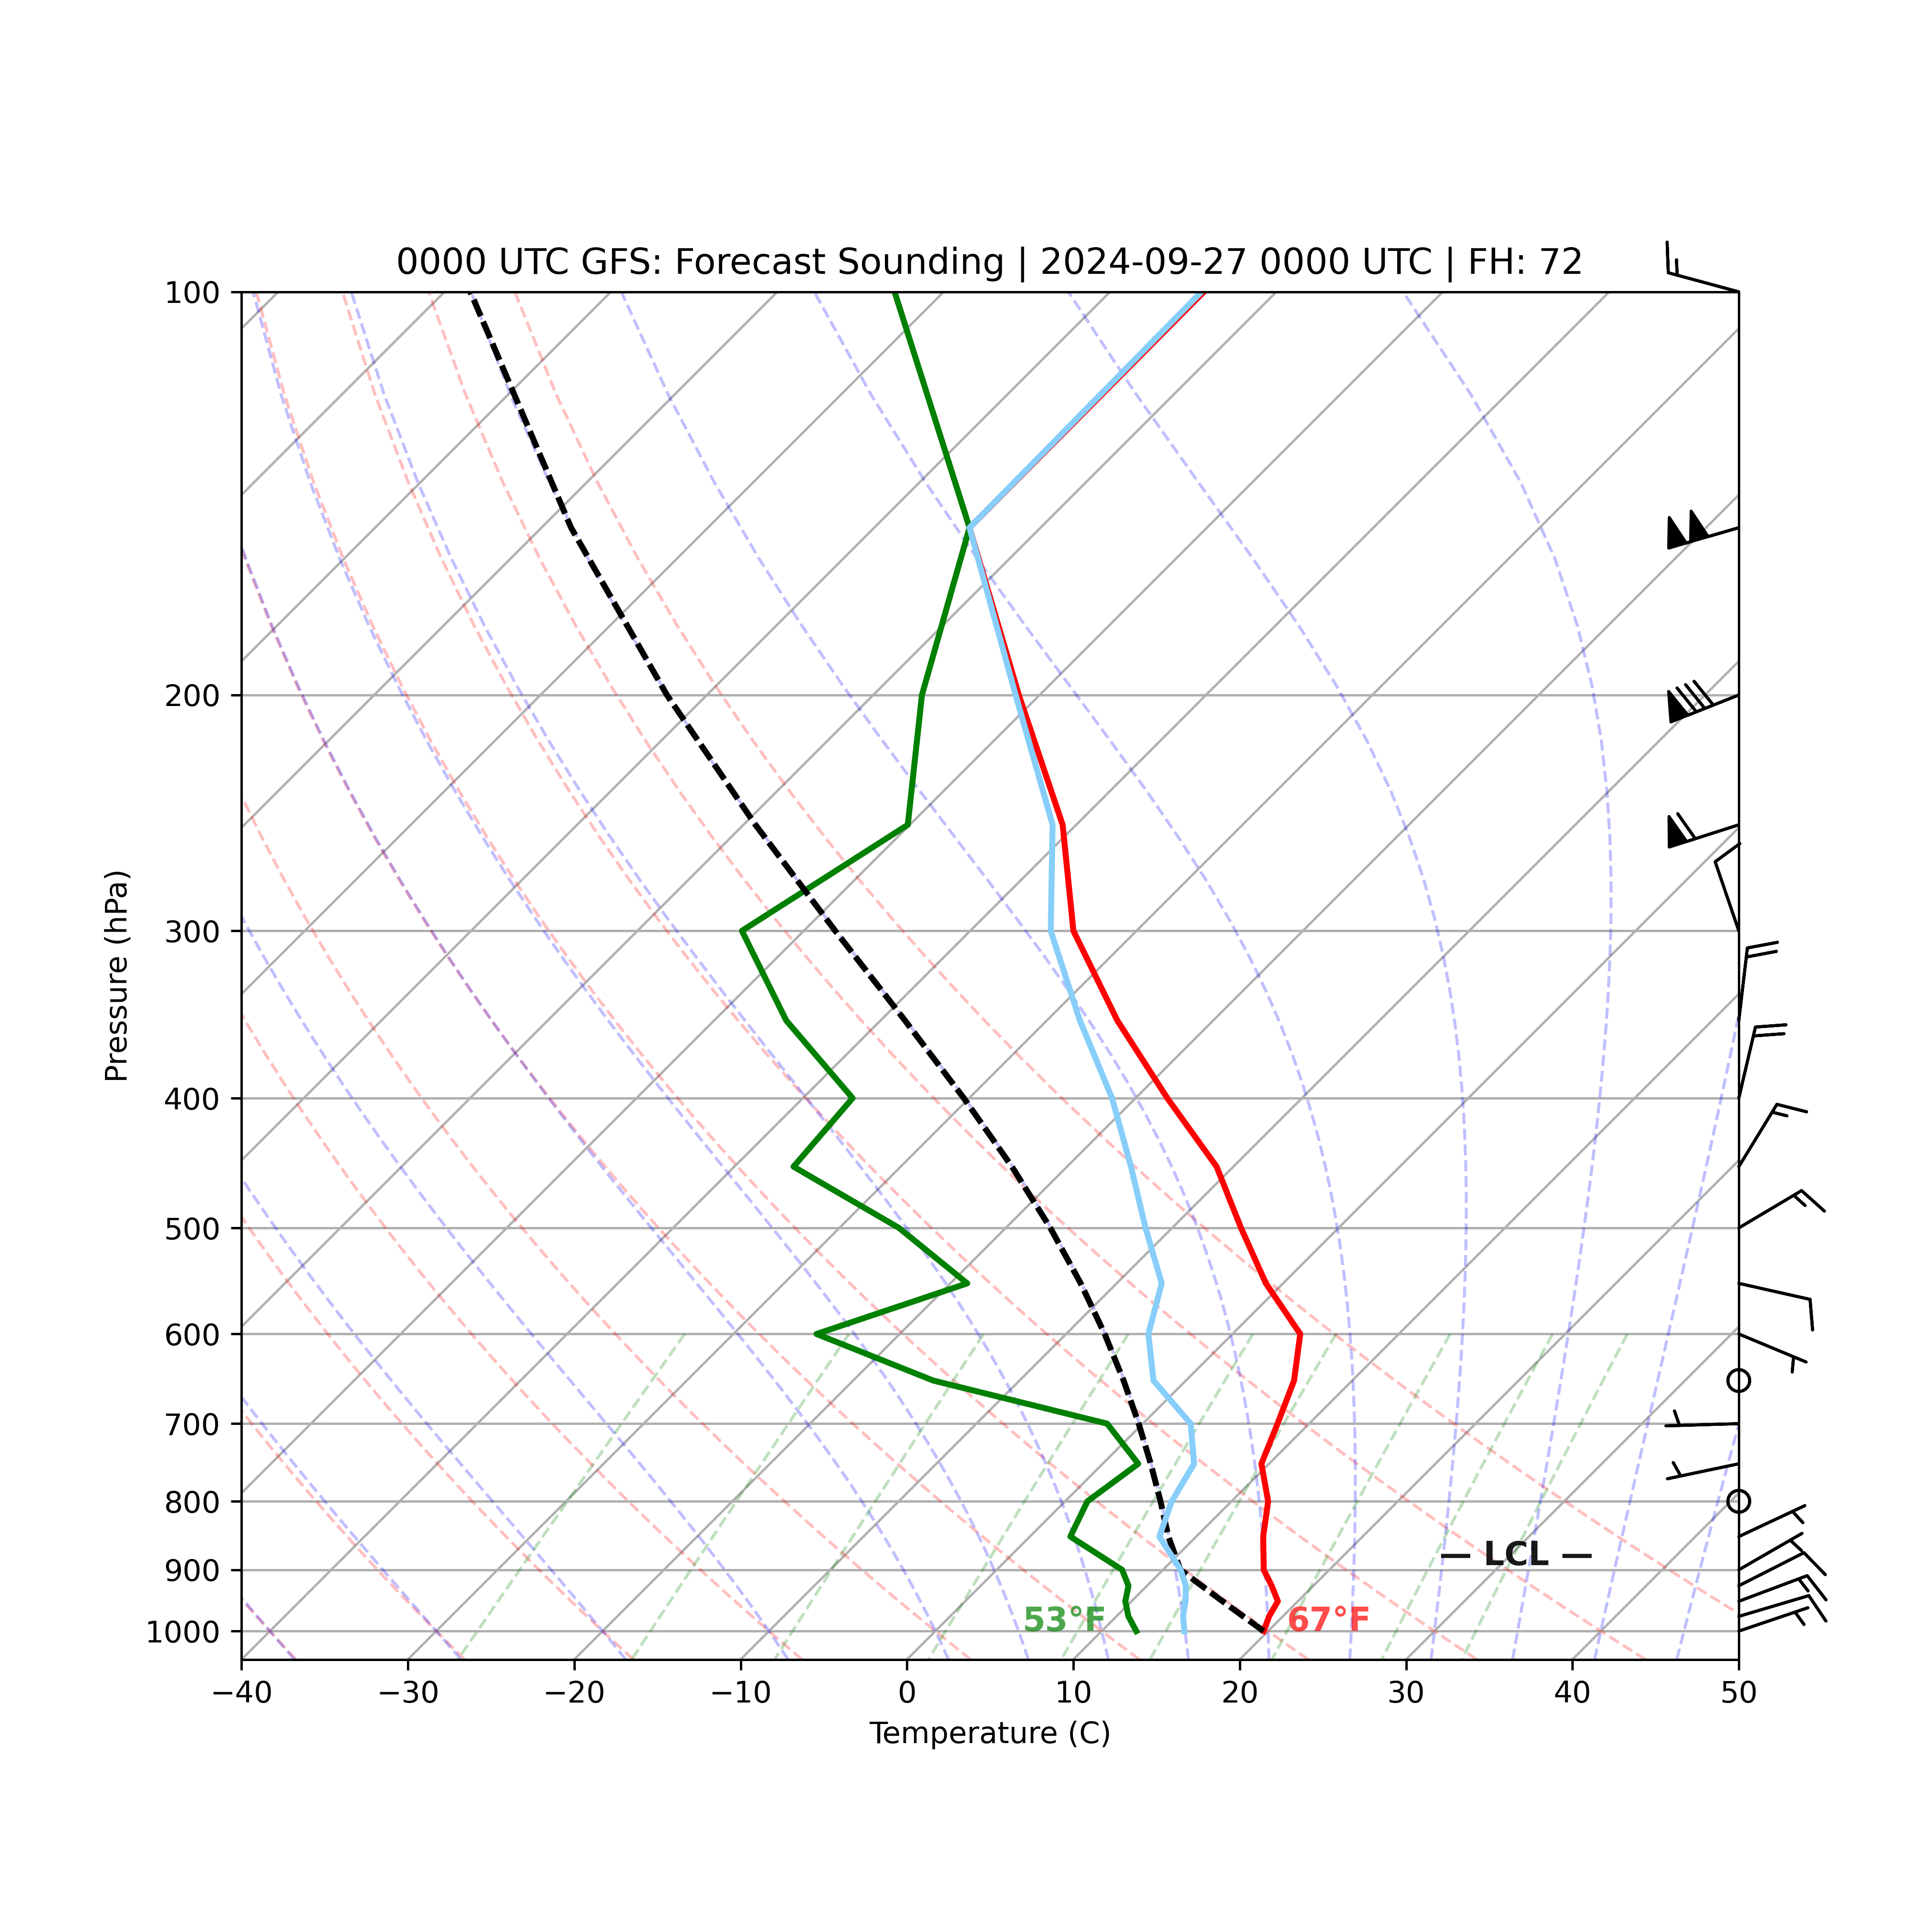 0000 UTC GFS: Forecast Sounding | 2024-09-27 0000 UTC | FH: 72
100
200
300
400
500
600
700
800
900
1000
Pressure (hPa)
— LCL —
53°F
67°F
−40 −30 −20 −10 0 10 20 30 40 50
Temperature (C)